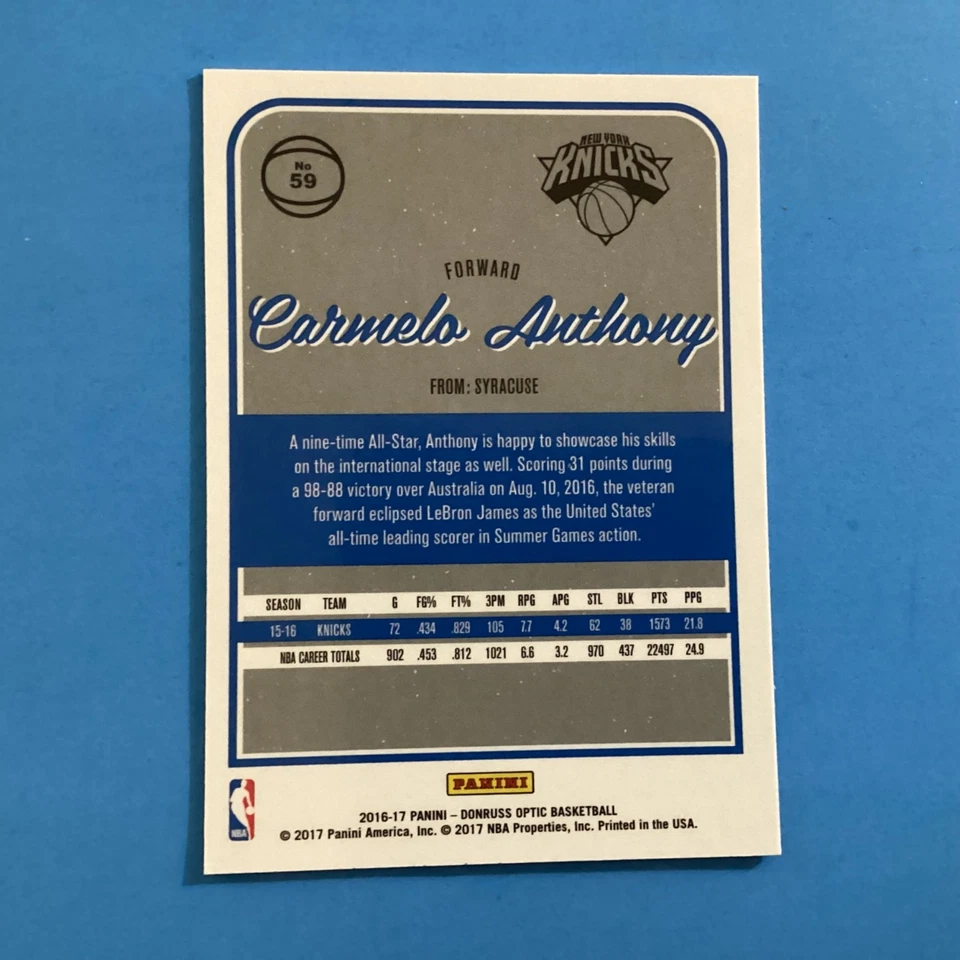 No
59
NEW YORK
KNICKS
FORWARD
Carmelo Anthony
FROM: SYRACUSE
A nine-time All-Star, Anthony is happy to showcase his skills
on the international stage as well. Scoring 31 points during
a 98-88 victory over Australia on Aug. 10, 2016, the veteran
forward eclipsed LeBron James as the United States'
all-time leading scorer in Summer Games action.
SEASON TEAM G FG% FT% 3PM RPG APG STL BLK PTS PPG
15-16 KNICKS 72 .434 .829 105 7.7 4.2 62 38 1573 21.8
NBA CAREER TOTALS 902 .453 .812 1021 6.6 3.2 970 437 22497 24.9
PANINI
NBA
2016-17 PANINI – DONRUSS OPTIC BASKETBALL
© 2017 Panini America, Inc. © 2017 NBA Properties, Inc. Printed in the USA.